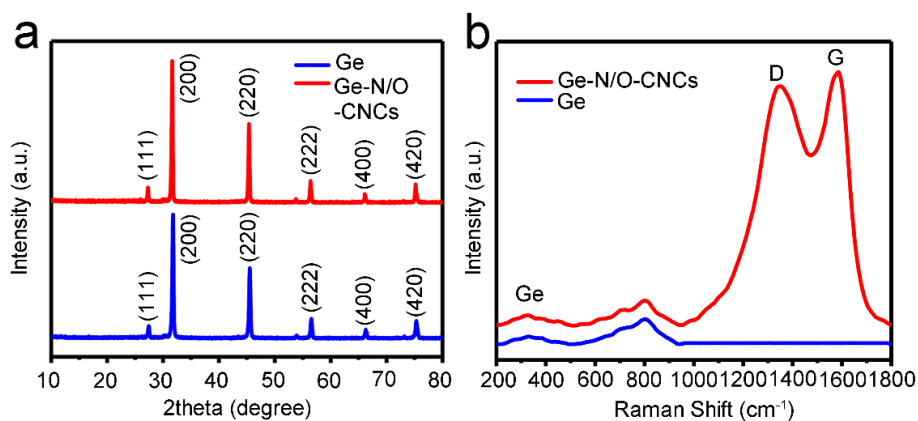 a
Intensity (a.u.)
Ge
Ge-N/O
-CNCs
(111)
(200)
(220)
(222)
(400)
(420)
(111)
(200)
(220)
(222)
(400)
(420)
10 20 30 40 50 60 70 80
2theta (degree)
b
Intensity (a.u.)
Ge-N/O-CNCs
Ge
D
G
Ge
200 400 600 800 1000 1200 1400 1600 1800
Raman Shift (cm⁻¹)